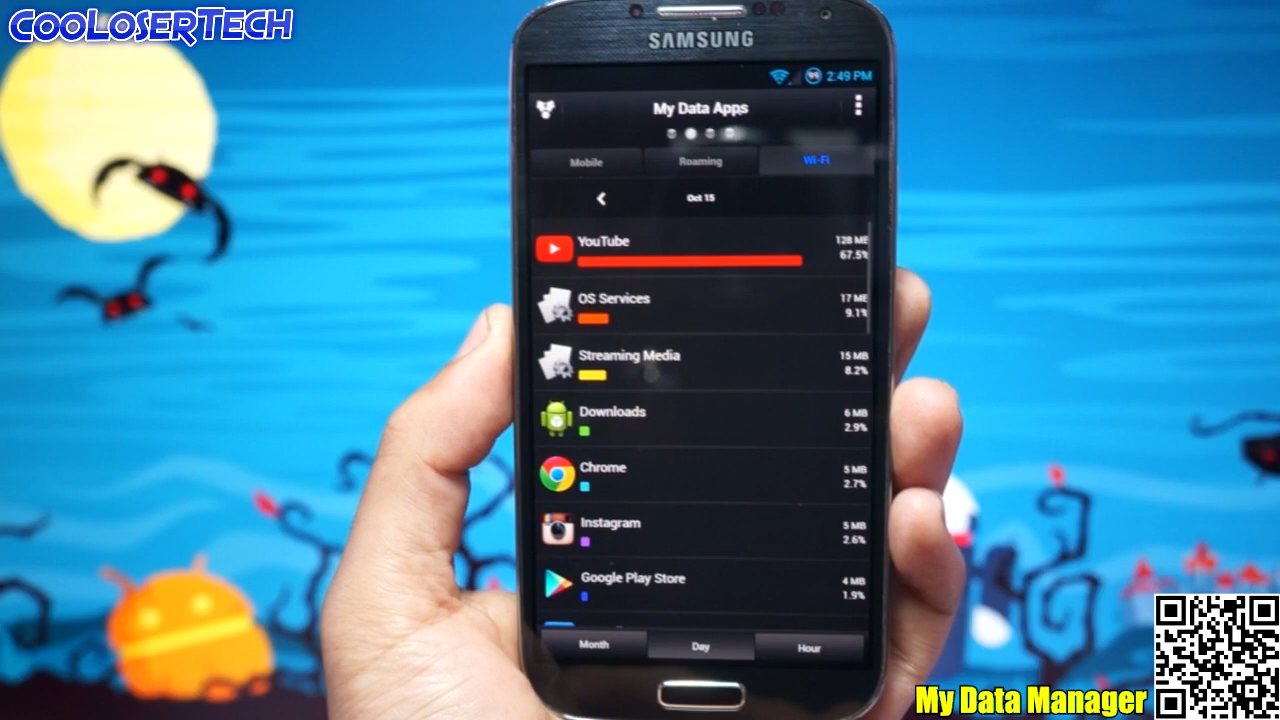 COOLOSERTECH
SAMSUNG
2:49 PM
My Data Apps
Mobile
Roaming
Wi-Fi
Oct 15
YouTube
128 MB
67.5%
OS Services
17 MB
9.1%
Streaming Media
15 MB
8.2%
Downloads
6 MB
2.9%
Chrome
5 MB
2.7%
Instagram
5 MB
2.6%
Google Play Store
4 MB
1.9%
Month
Day
Hour
My Data Manager